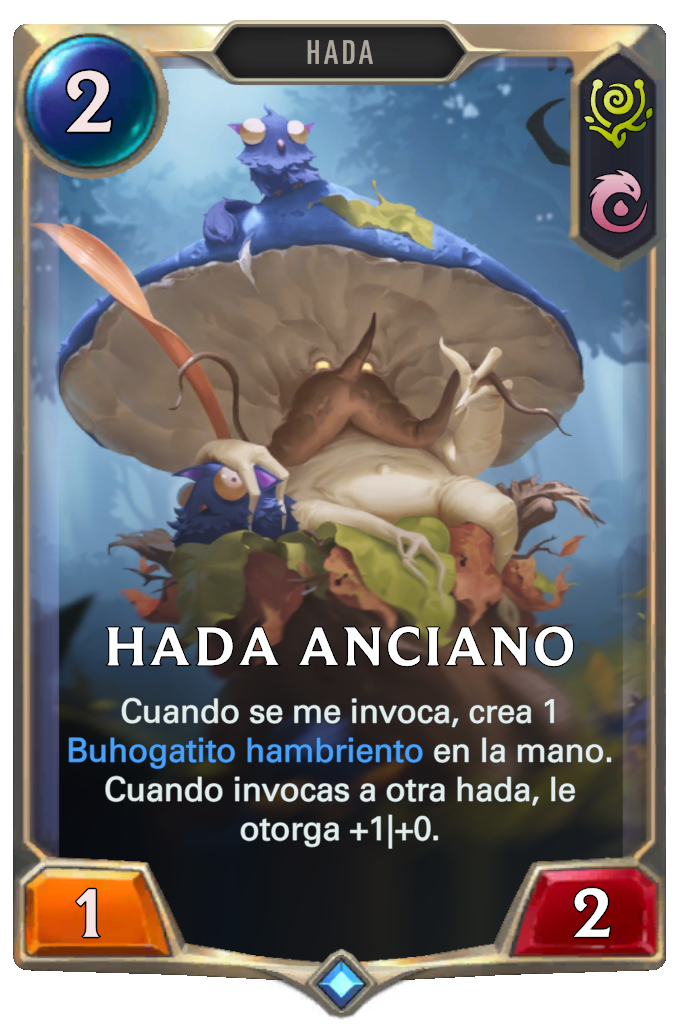 HADA
2
HADA ANCIANO
Cuando se me invoca, crea 1
Buhogatito hambriento en la mano.
Cuando invocas a otra hada, le
otorga +1|+0.
1
2